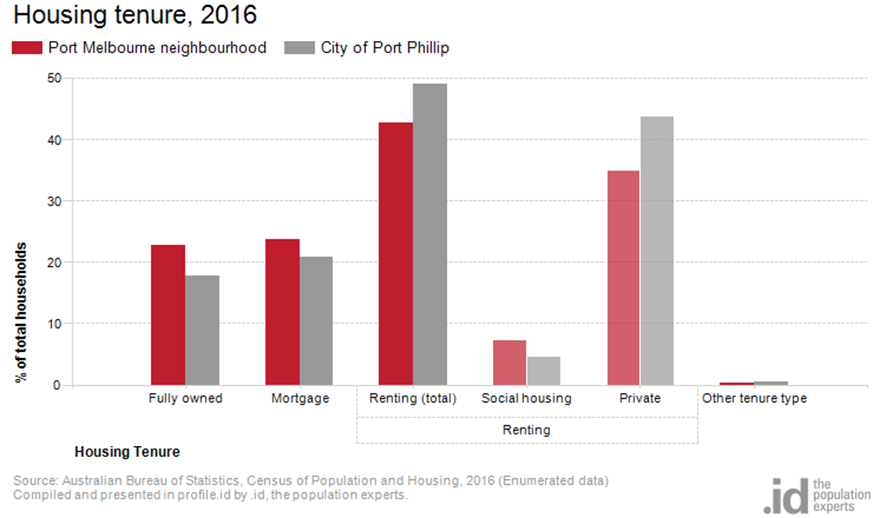 Housing tenure, 2016
Port Melbourne neighbourhood City of Port Phillip
50
40
30
20
10
0
% of total households
Fully owned Mortgage Renting (total) Social housing Private Other tenure type
Renting
Housing Tenure
Source: Australian Bureau of Statistics, Census of Population and Housing, 2016 (Enumerated data)
Compiled and presented in profile.id by .id, the population experts.
.id the
population
experts